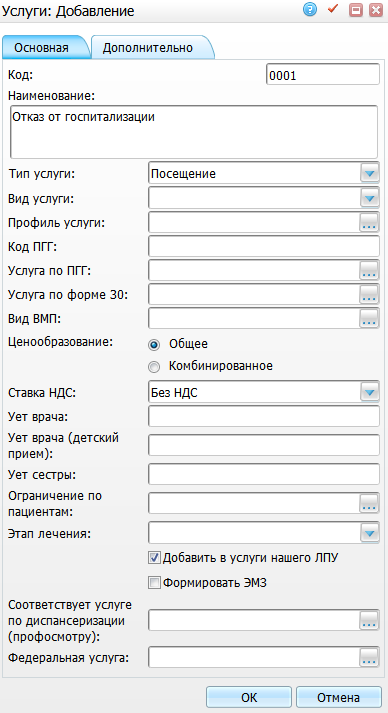 Услуги: Добавление
Основная Дополнительно
Код: 0001
Наименование:
Отказ от госпитализации
Тип услуги: Посещение
Вид услуги:
Профиль услуги: ...
Код ПГГ:
Услуга по ПГГ: ...
Услуга по форме 30: ...
Вид ВМП: ...
Ценообразование: Общее
Комбинированное
Ставка НДС: Без НДС
Ует врача:
Ует врача (детский
прием):
Ует сестры:
Ограничение по
пациентам: ...
Этап лечения:
Добавить в услуги нашего ЛПУ
Формировать ЭМЗ
Соответствует услуге
по диспансеризации
(профосмотру): ...
Федеральная услуга: ...
ОК Отмена